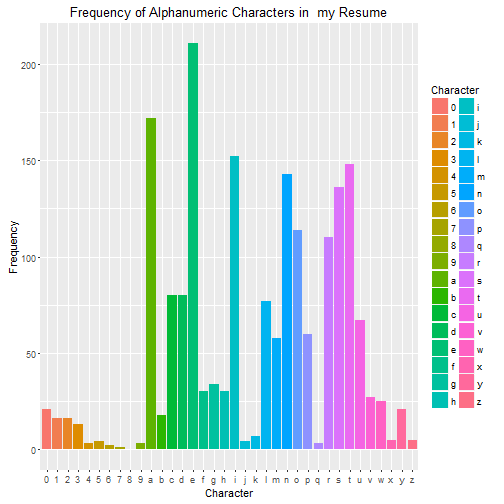 Frequency of Alphanumeric Characters in  my Resume
200
150
100
50
0
Frequency
0 1 2 3 4 5 6 7 8 9 a b c d e f g h i j k l m n o p q r s t u v w x y z
Character
Character
0 i
1 j
2 k
3 l
4 m
5 n
6 o
7 p
8 q
9 r
a s
b t
c u
d v
e w
f x
g y
h z